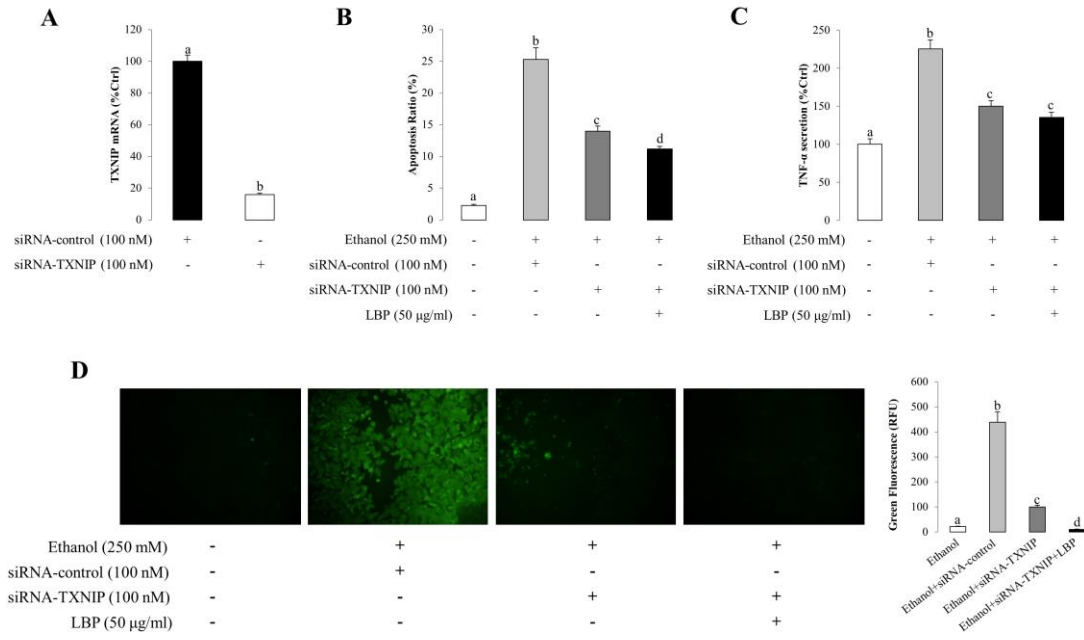 A
TXNIP mRNA (%Ctrl)
120
100
80
60
40
20
0
a
b
siRNA-control (100 nM) + -
siRNA-TXNIP (100 nM) - +
B
Apoptosis Ratio (%)
30
25
20
15
10
5
0
a
b
c
d
Ethanol (250 mM) - + + +
siRNA-control (100 nM) - + - -
siRNA-TXNIP (100 nM) - - + +
LBP (50 μg/ml) - - - +
C
TNF-α secretion (%Ctrl)
250
200
150
100
50
0
a
b
c
c
Ethanol (250 mM) - + + +
siRNA-control (100 nM) - + - -
siRNA-TXNIP (100 nM) - - + +
LBP (50 μg/ml) - - - +
D
Ethanol (250 mM) - + + +
siRNA-control (100 nM) - + - -
siRNA-TXNIP (100 nM) - - + +
LBP (50 μg/ml) - - - +
Green Fluorescence (RFU)
600
500
400
300
200
100
0
a
b
c
d
Ethanol
Ethanol+siRNA-control
Ethanol+siRNA-TXNIP
Ethanol+siRNA-TXNIP+LBP